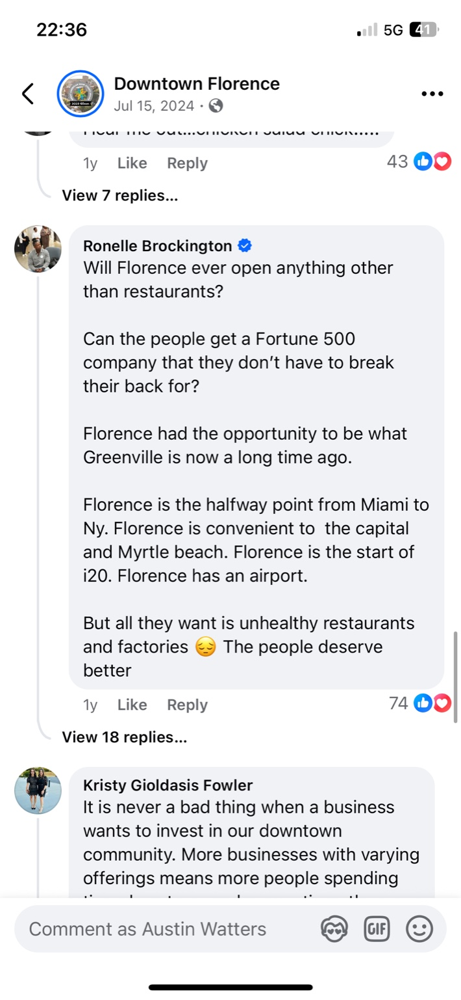 22:36
5G 41
Downtown Florence
Jul 15, 2024 ·
Hear me out...chicken salad chick.....
1y Like Reply 43
View 7 replies...
Ronelle Brockington
Will Florence ever open anything other
than restaurants?
Can the people get a Fortune 500
company that they don’t have to break
their back for?
Florence had the opportunity to be what
Greenville is now a long time ago.
Florence is the halfway point from Miami to
Ny. Florence is convenient to  the capital
and Myrtle beach. Florence is the start of
i20. Florence has an airport.
But all they want is unhealthy restaurants
and factories 😔 The people deserve
better
1y Like Reply 74
View 18 replies...
Kristy Gioldasis Fowler
It is never a bad thing when a business
wants to invest in our downtown
community. More businesses with varying
offerings means more people spending
Comment as Austin Watters
GIF